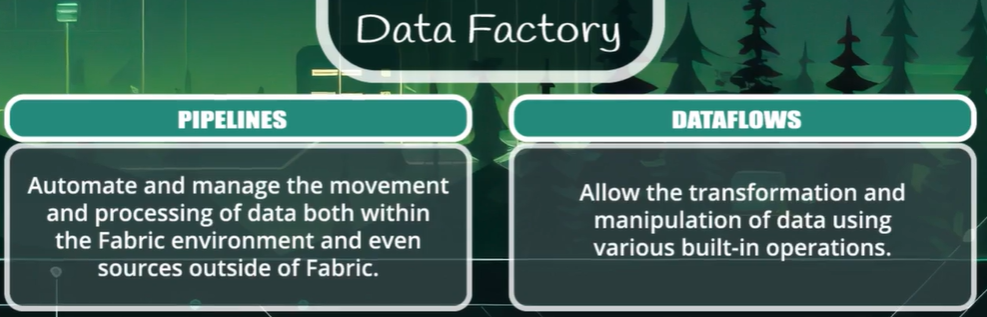 Data Factory
PIPELINES
Automate and manage the movement
and processing of data both within
the Fabric environment and even
sources outside of Fabric.
DATAFLOWS
Allow the transformation and
manipulation of data using
various built-in operations.